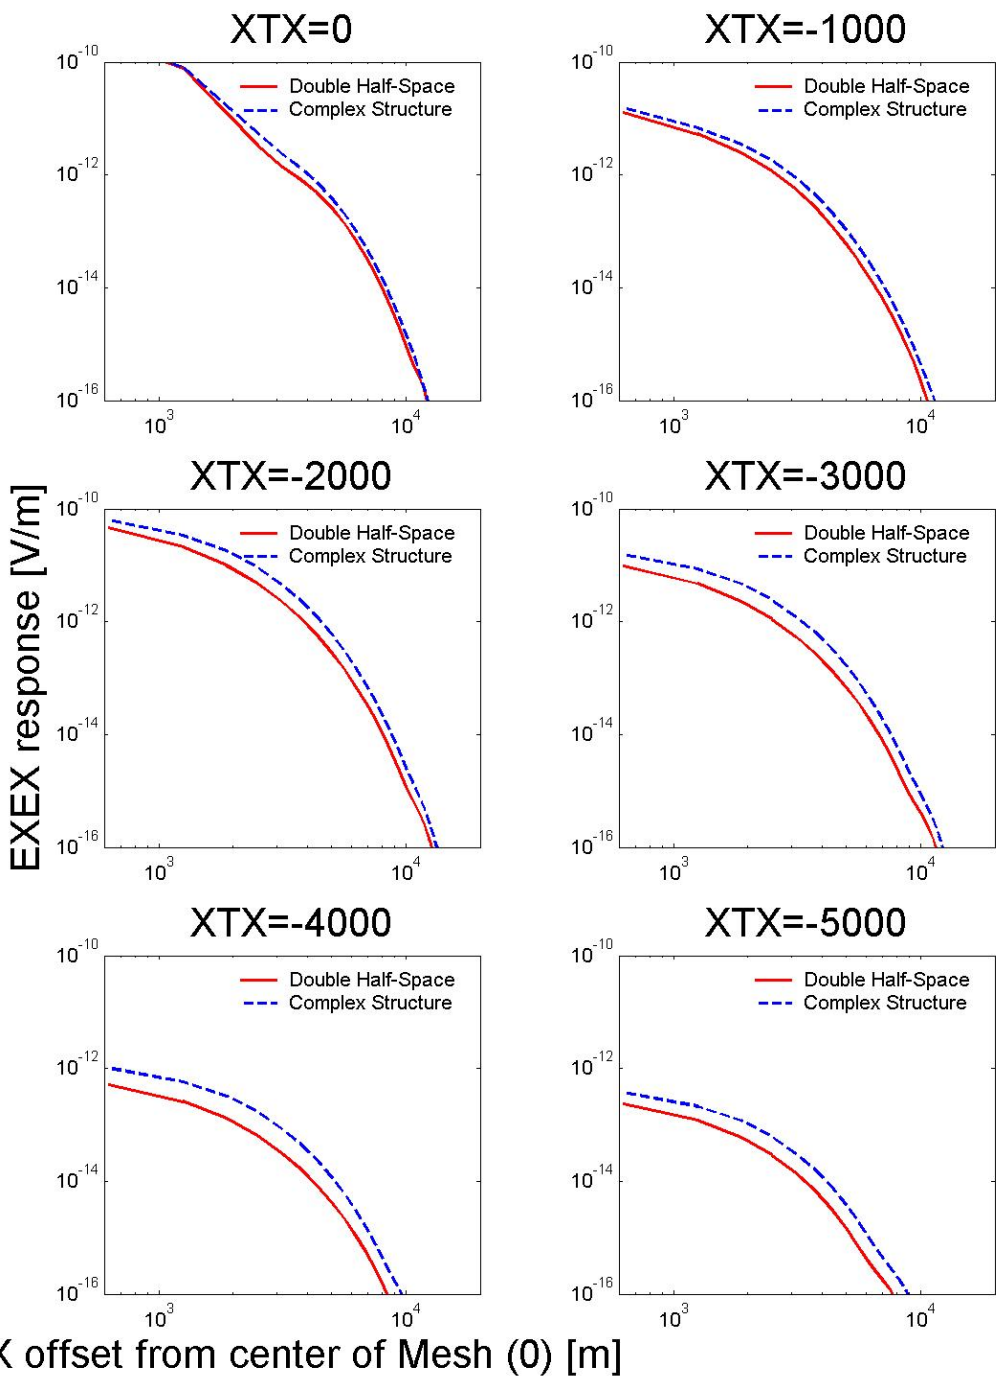 XTX=0
10^-10
10^-12
10^-14
10^-16
10^3
10^4
Double Half-Space
Complex Structure
XTX=-1000
10^-10
10^-12
10^-14
10^-16
10^3
10^4
Double Half-Space
Complex Structure
XTX=-2000
10^-10
10^-12
10^-14
10^-16
10^3
10^4
Double Half-Space
Complex Structure
XTX=-3000
10^-10
10^-12
10^-14
10^-16
10^3
10^4
Double Half-Space
Complex Structure
XTX=-4000
10^-10
10^-12
10^-14
10^-16
10^3
10^4
Double Half-Space
Complex Structure
XTX=-5000
10^-10
10^-12
10^-14
10^-16
10^3
10^4
Double Half-Space
Complex Structure
EXEX response [V/m]
X offset from center of Mesh (0) [m]